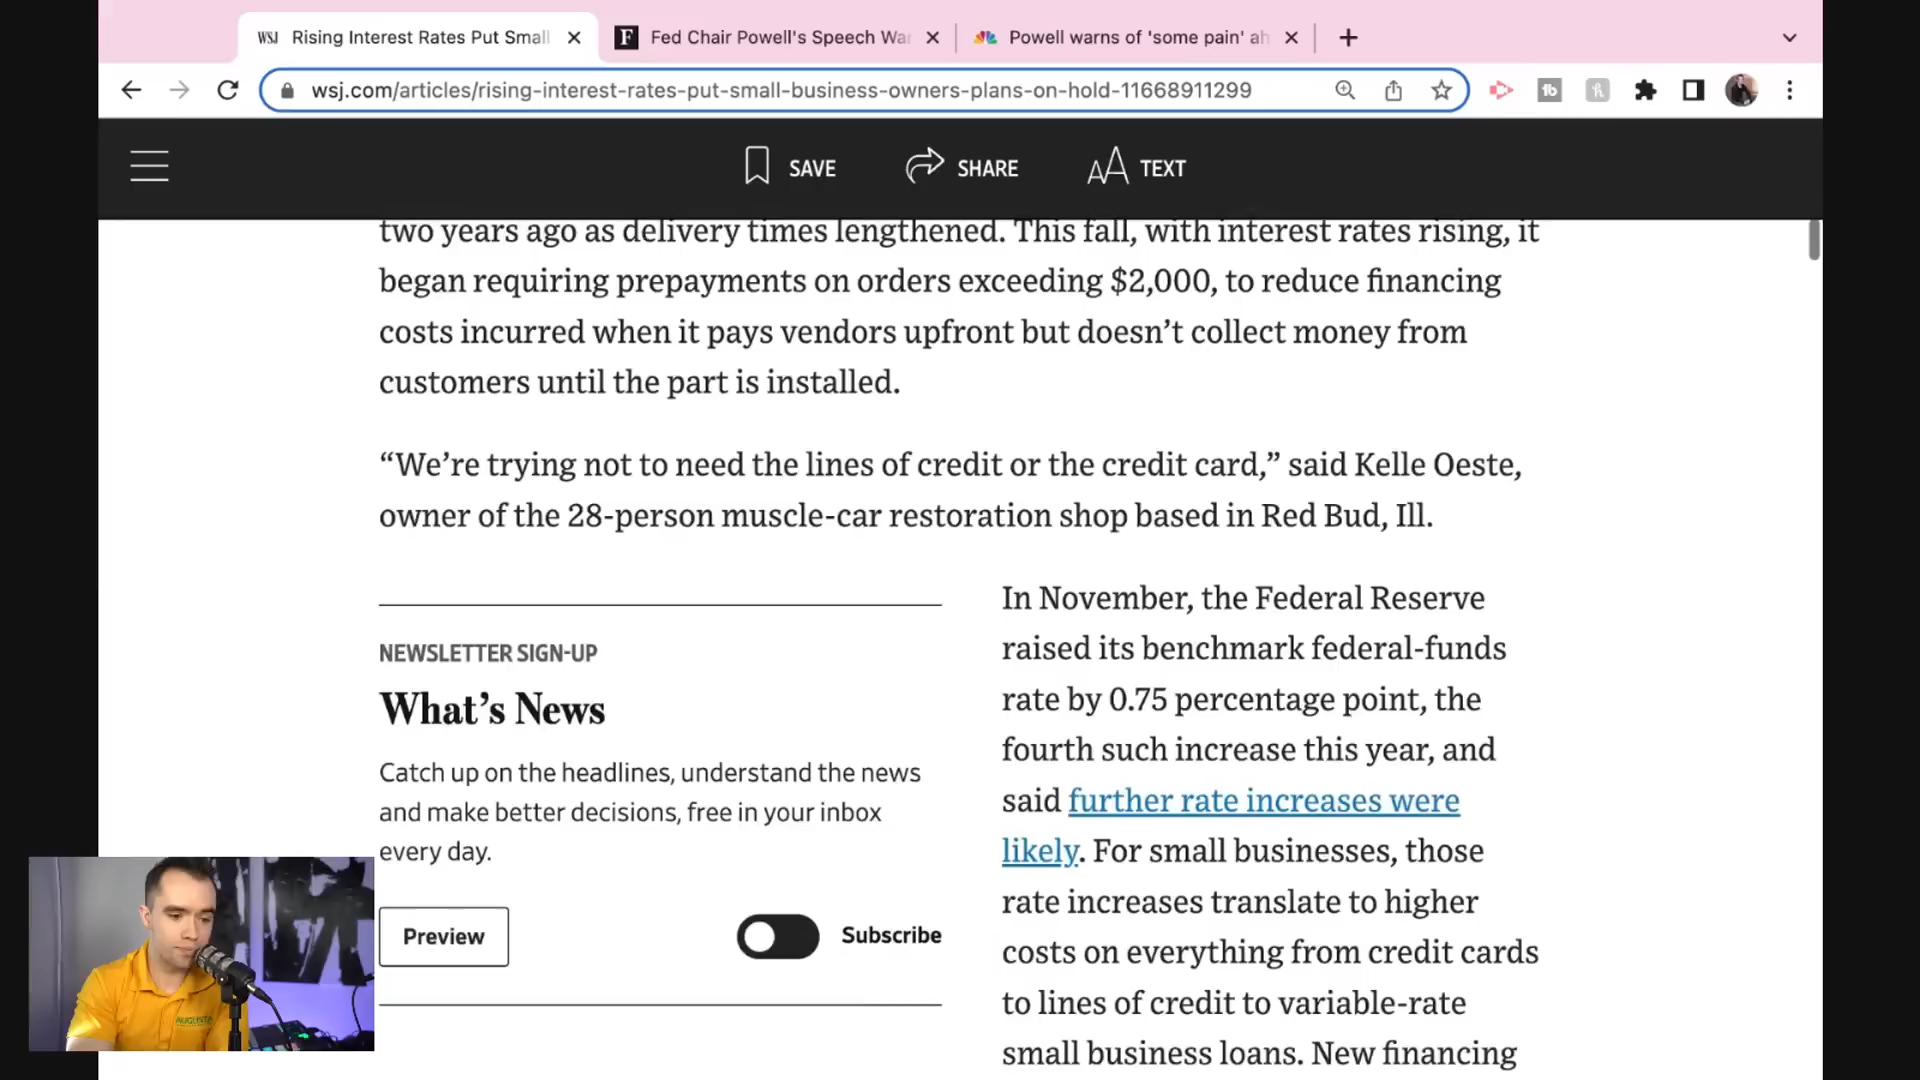 WSJ Rising Interest Rates Put Small
Fed Chair Powell's Speech Wa
Powell warns of 'some pain' ah
wsj.com/articles/rising-interest-rates-put-small-business-owners-plans-on-hold-11668911299
SAVE
SHARE
AA TEXT
two years ago as delivery times lengthened. This fall, with interest rates rising, it
began requiring prepayments on orders exceeding $2,000, to reduce financing
costs incurred when it pays vendors upfront but doesn’t collect money from
customers until the part is installed.
“We’re trying not to need the lines of credit or the credit card,” said Kelle Oeste,
owner of the 28-person muscle-car restoration shop based in Red Bud, Ill.
NEWSLETTER SIGN-UP
What’s News
Catch up on the headlines, understand the news
and make better decisions, free in your inbox
every day.
Preview
Subscribe
In November, the Federal Reserve
raised its benchmark federal-funds
rate by 0.75 percentage point, the
fourth such increase this year, and
said further rate increases were
likely. For small businesses, those
rate increases translate to higher
costs on everything from credit cards
to lines of credit to variable-rate
small business loans. New financing